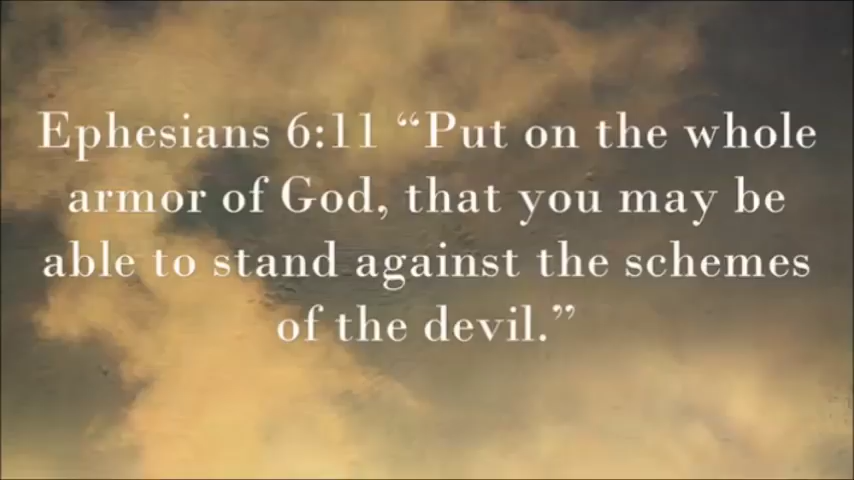 Ephesians 6:11 “Put on the whole
armor of God, that you may be
able to stand against the schemes
of the devil.”